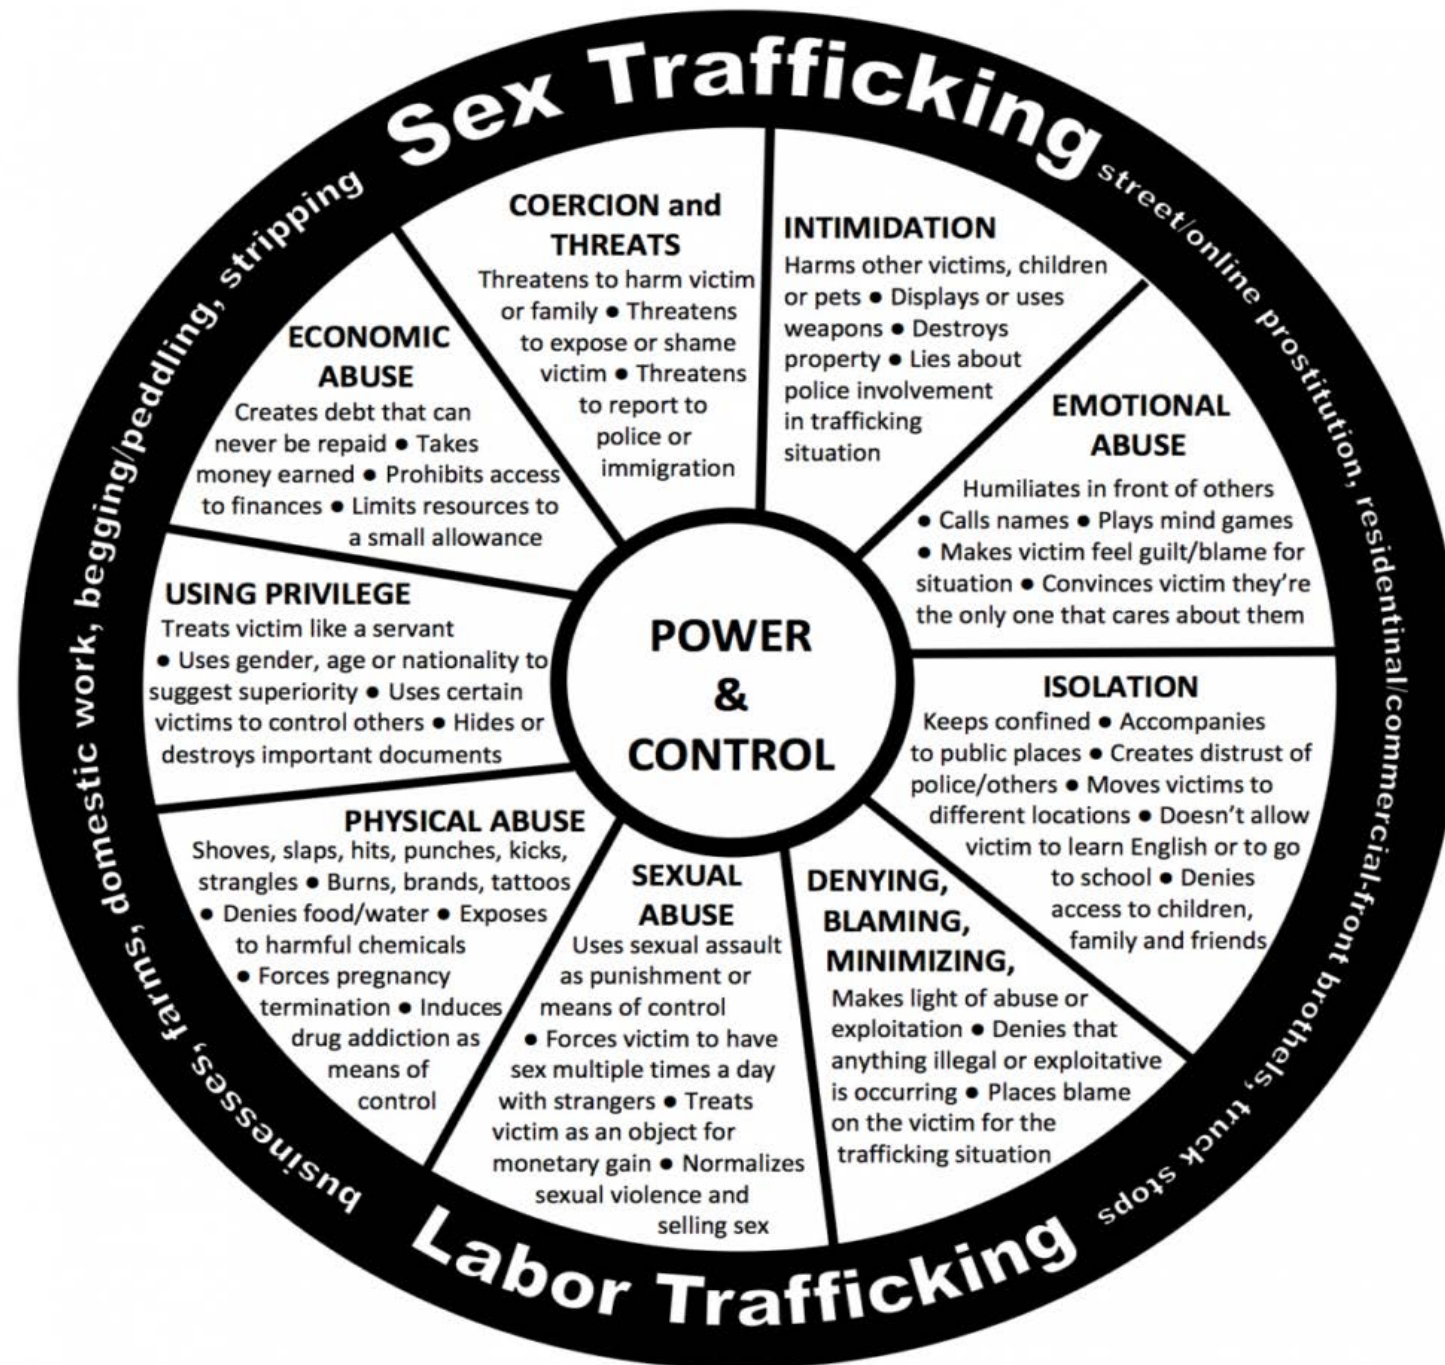 Sex Trafficking
street/online prostitution, residentinal/commercial-front brothels, truck stops
Labor Trafficking
businesses, farms, domestic work, begging/peddling, stripping
POWER
&
CONTROL
COERCION and
THREATS
Threatens to harm victim
or family ● Threatens
to expose or shame
victim ● Threatens
to report to
police or
immigration
INTIMIDATION
Harms other victims, children
or pets ● Displays or uses
weapons ● Destroys
property ● Lies about
police involvement
in trafficking
situation
EMOTIONAL
ABUSE
Humiliates in front of others
● Calls names ● Plays mind games
● Makes victim feel guilt/blame for
situation ● Convinces victim they’re
the only one that cares about them
ISOLATION
Keeps confined ● Accompanies
to public places ● Creates distrust of
police/others ● Moves victims to
different locations ● Doesn’t allow
victim to learn English or to go
to school ● Denies
access to children,
family and friends
DENYING,
BLAMING,
MINIMIZING,
Makes light of abuse or
exploitation ● Denies that
anything illegal or exploitative
is occurring ● Places blame
on the victim for the
trafficking situation
SEXUAL
ABUSE
Uses sexual assault
as punishment or
means of control
● Forces victim to have
sex multiple times a day
with strangers ● Treats
victim as an object for
monetary gain ● Normalizes
sexual violence and
selling sex
PHYSICAL ABUSE
Shoves, slaps, hits, punches, kicks,
strangles ● Burns, brands, tattoos
● Denies food/water ● Exposes
to harmful chemicals
● Forces pregnancy
termination ● Induces
drug addiction as
means of
control
USING PRIVILEGE
Treats victim like a servant
● Uses gender, age or nationality to
suggest superiority ● Uses certain
victims to control others ● Hides or
destroys important documents
ECONOMIC
ABUSE
Creates debt that can
never be repaid ● Takes
money earned ● Prohibits access
to finances ● Limits resources to
a small allowance